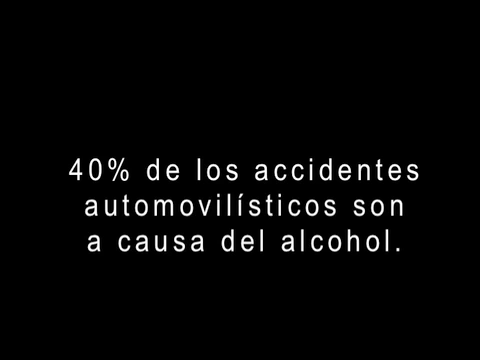 40% de los accidentes
automovilísticos son
a causa del alcohol.